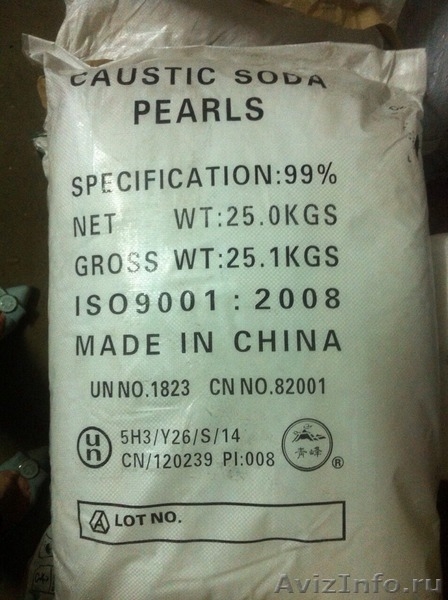 CAUSTIC SODA
PEARLS
SPECIFICATION:99%
NET WT:25.0KGS
GROSS WT:25.1KGS
ISO9001 : 2008
MADE IN CHINA
UN NO.1823 CN NO.82001
un 5H3/Y26/S/14
CN/120239 PI:008
青峰 ®
A LOT NO.
AvizInfo.ru